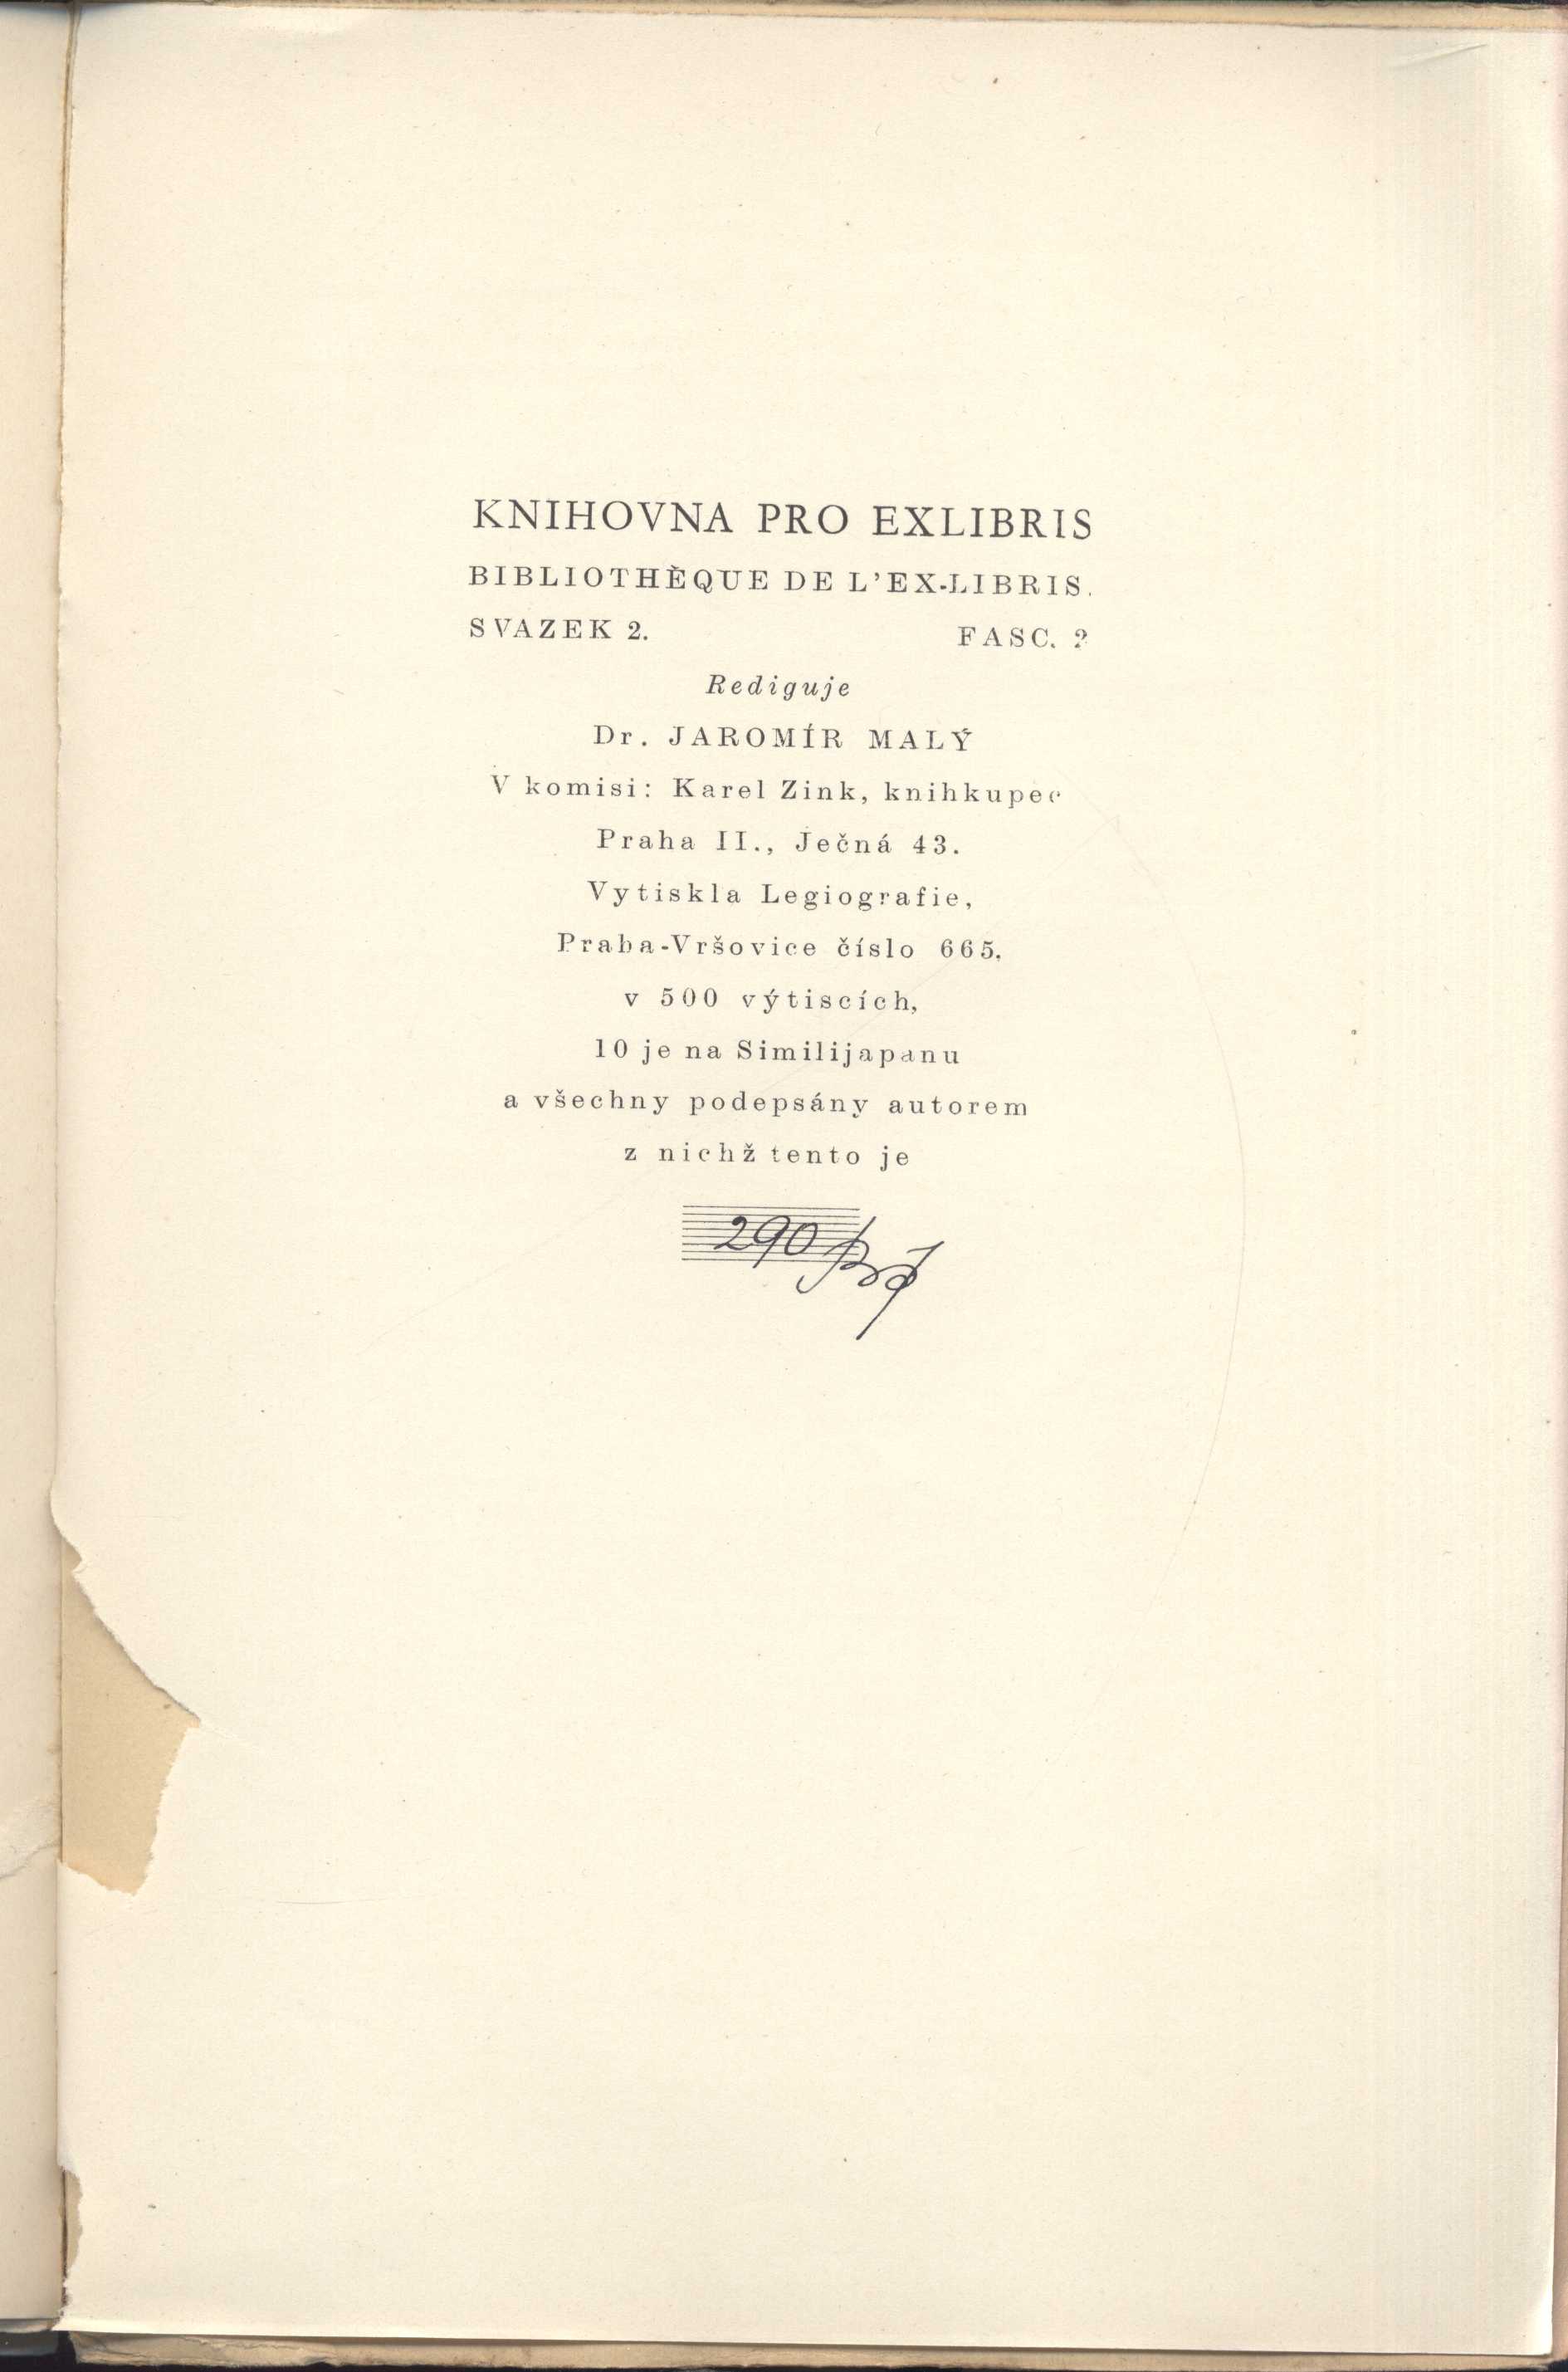 KNIHOVNA PRO EXLIBRIS
BIBLIOTHÈQUE DE L'EX-LIBRIS.
SVAZEK 2. FASC. 2
Rediguje
Dr. JAROMÍR MALÝ
V komisi: Karel Zink, knihkupec
Praha II., Ječná 43.
Vytiskla Legiografie,
Praha-Vršovice číslo 665,
v 500 výtiscích,
10 je na Similijapanu
a všechny podepsány autorem
z nichž tento je
290